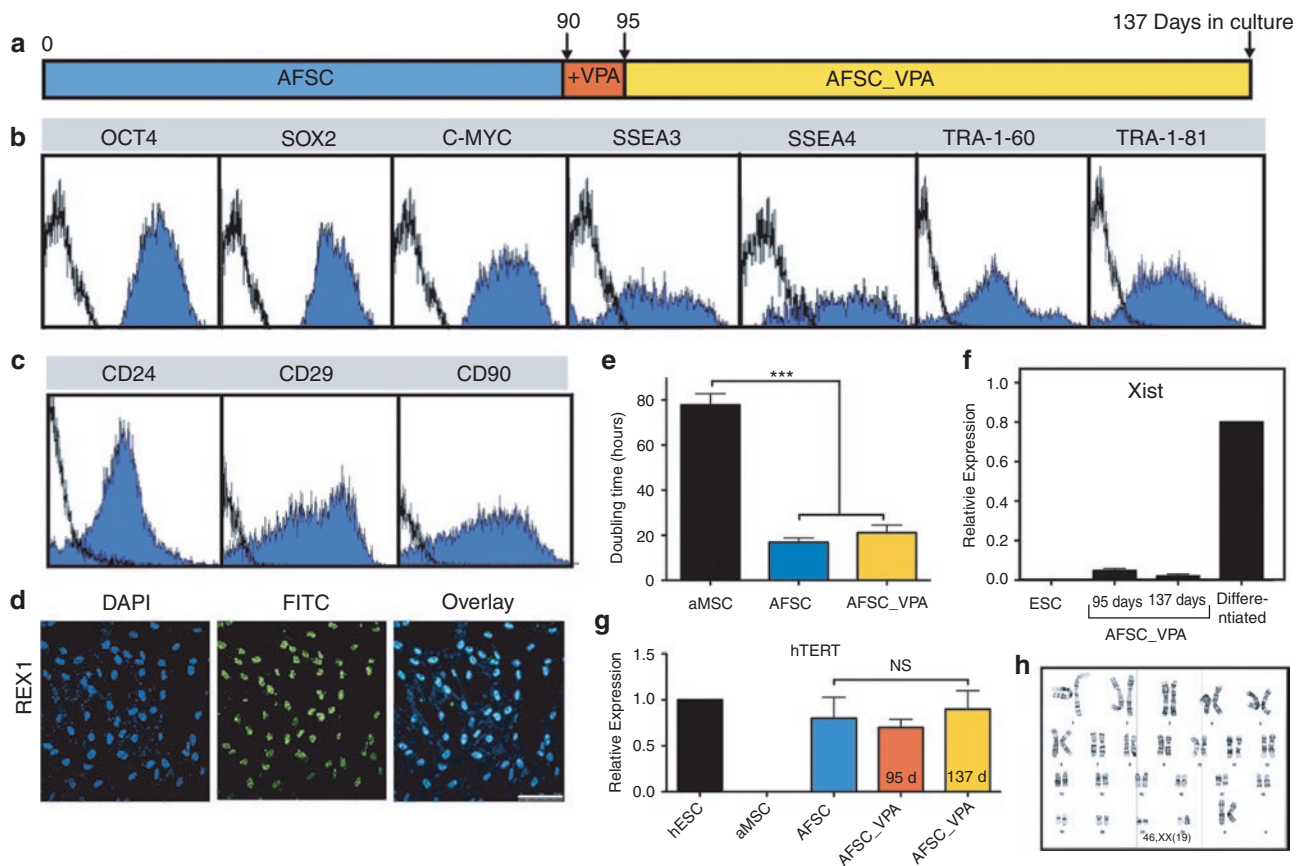 a
0
90
95
137 Days in culture
AFSC
+VPA
AFSC_VPA
b
OCT4 SOX2 C-MYC SSEA3 SSEA4 TRA-1-60 TRA-1-81
c
CD24 CD29 CD90
d
DAPI FITC Overlay
REX1
e
***
Doubling time (hours)
80
60
40
20
0
aMSC AFSC AFSC_VPA
f
Xist
Relativie Expression
1.0
0.8
0.6
0.4
0.2
0.0
ESC 95 days 137 days Differe-
ntiated
AFSC_VPA
g
hTERT
NS
Relative Expression
1.5
1.0
0.5
0.0
95 d 137 d
hESC aMSC AFSC AFSC_VPA AFSC_VPA
h
46,XX(19)